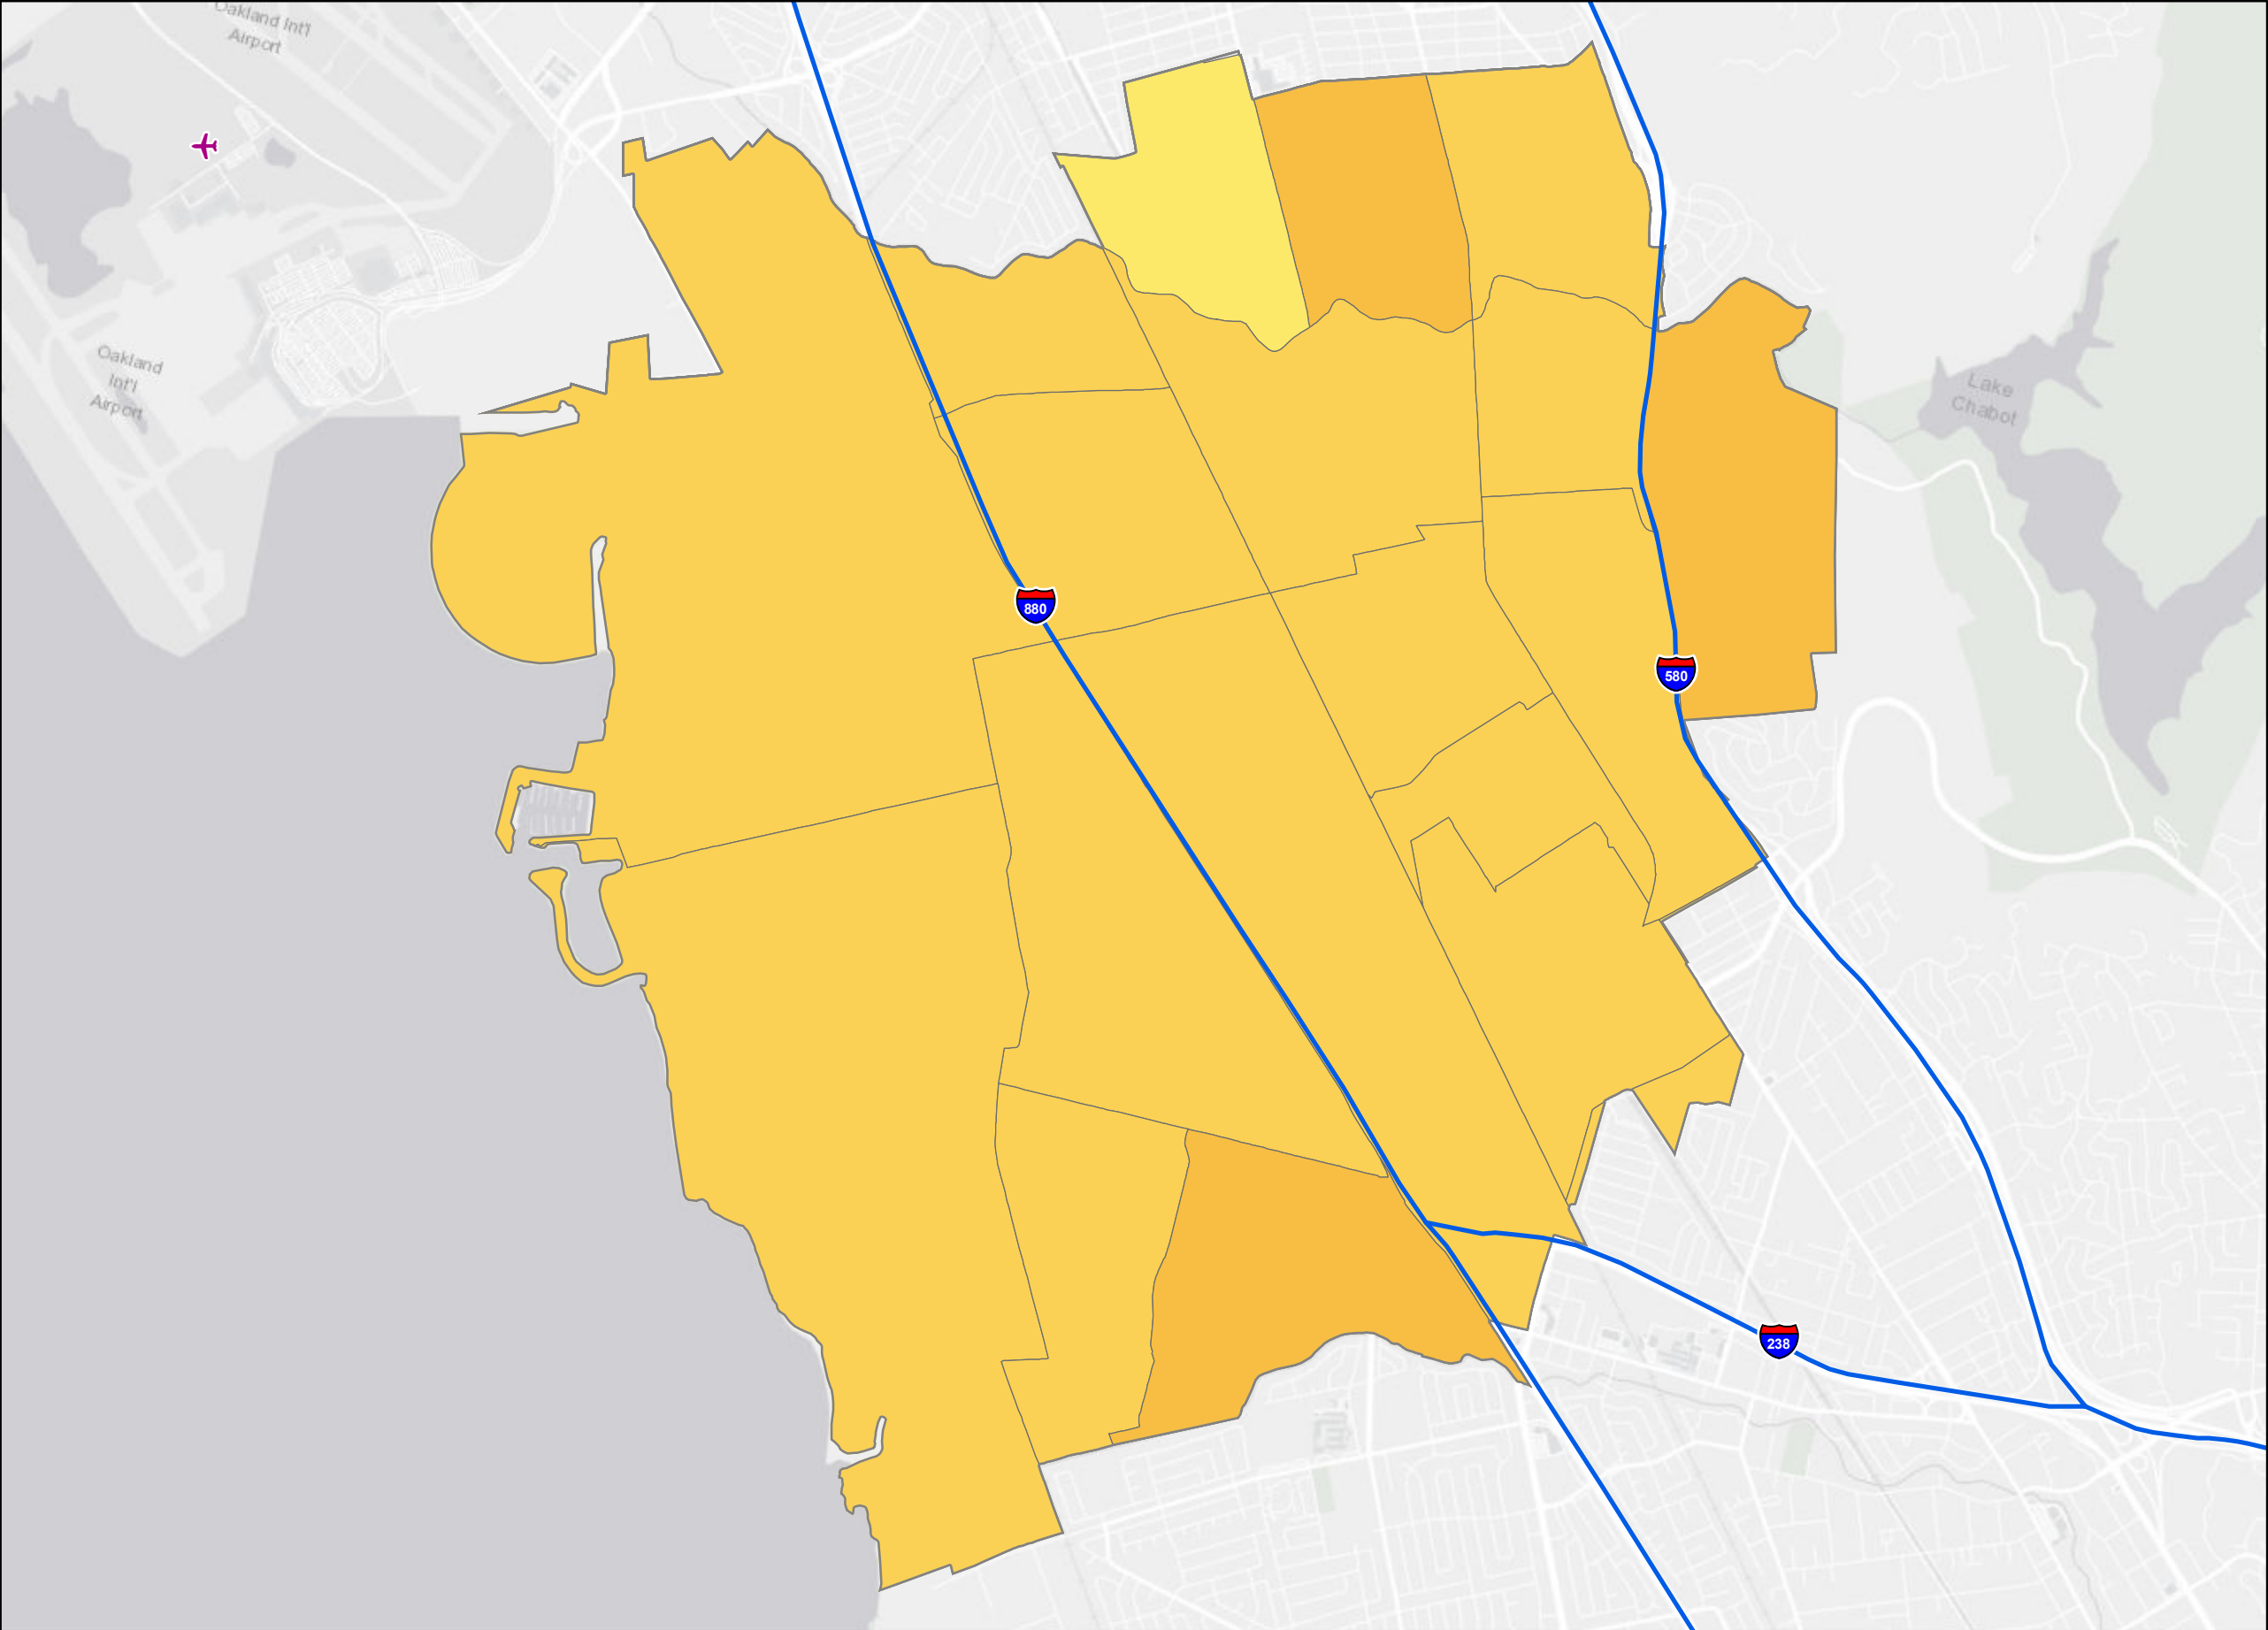 Oakland Int'l
Airport
Oakland
Int'l
Airport
Lake
Chabot
880
580
238